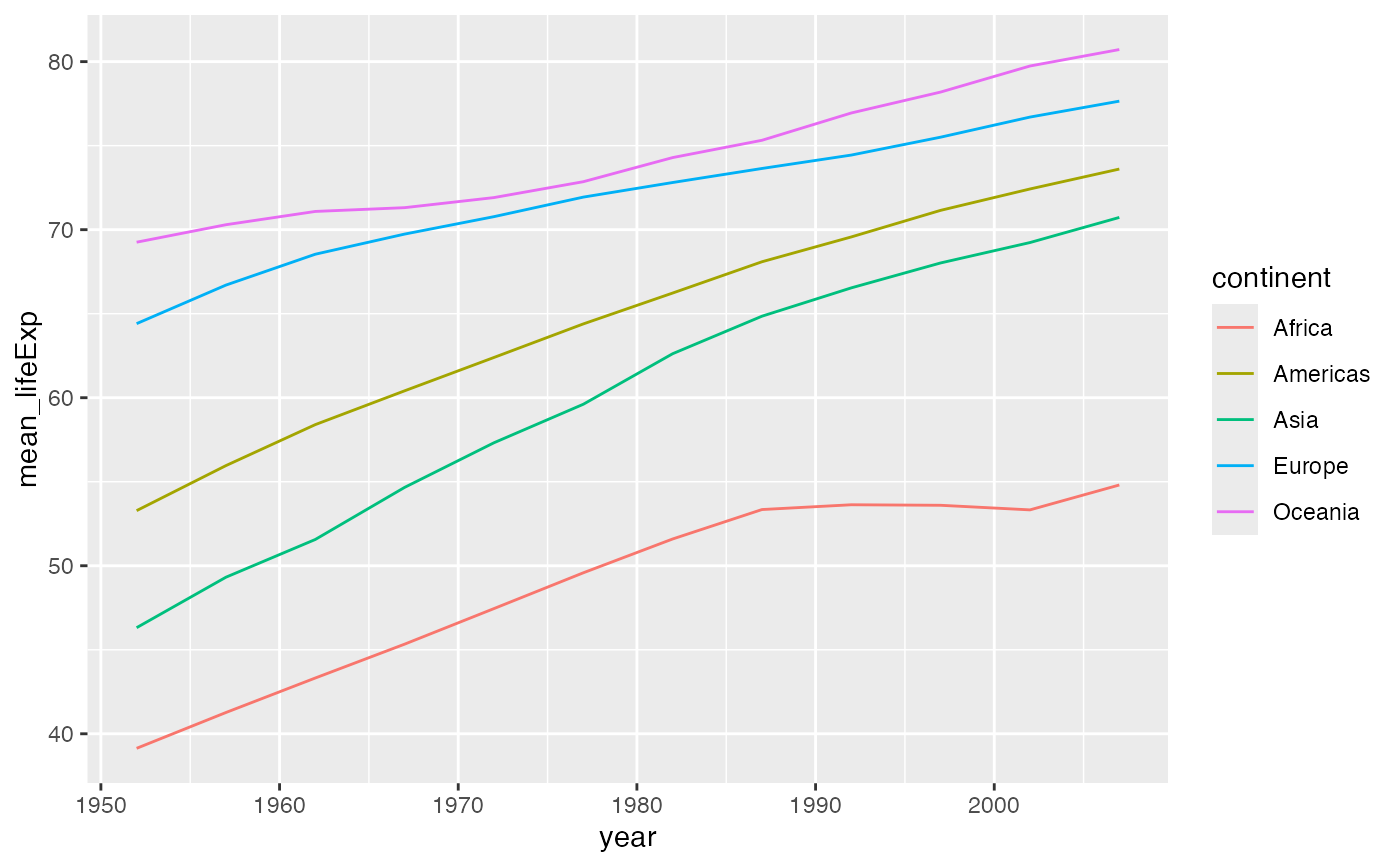 mean_lifeExp
80
70
60
50
40
1950 1960 1970 1980 1990 2000
year
continent
Africa
Americas
Asia
Europe
Oceania